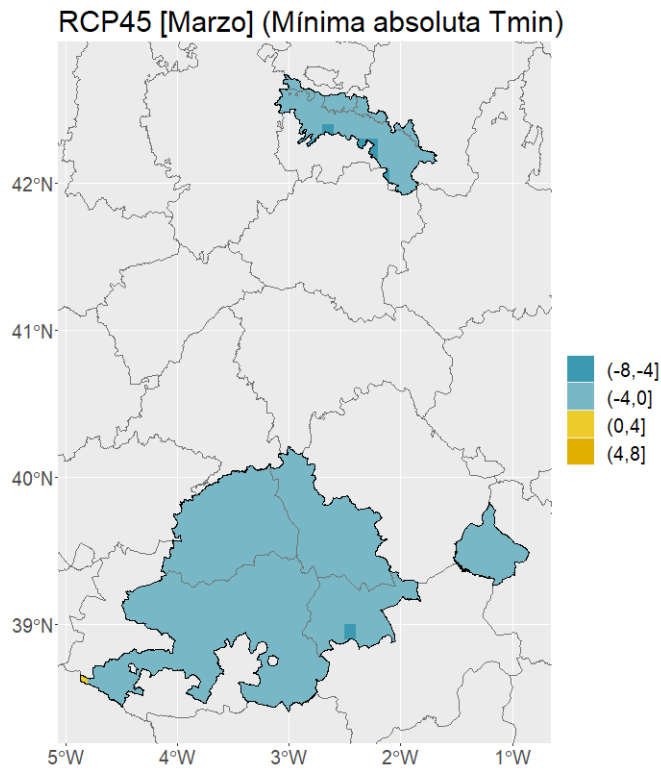 RCP45 [Marzo] (Mínima absoluta Tmin)
42°N
41°N
40°N
39°N
5°W
4°W
3°W
2°W
1°W
(-8,-4]
(-4,0]
(0,4]
(4,8]